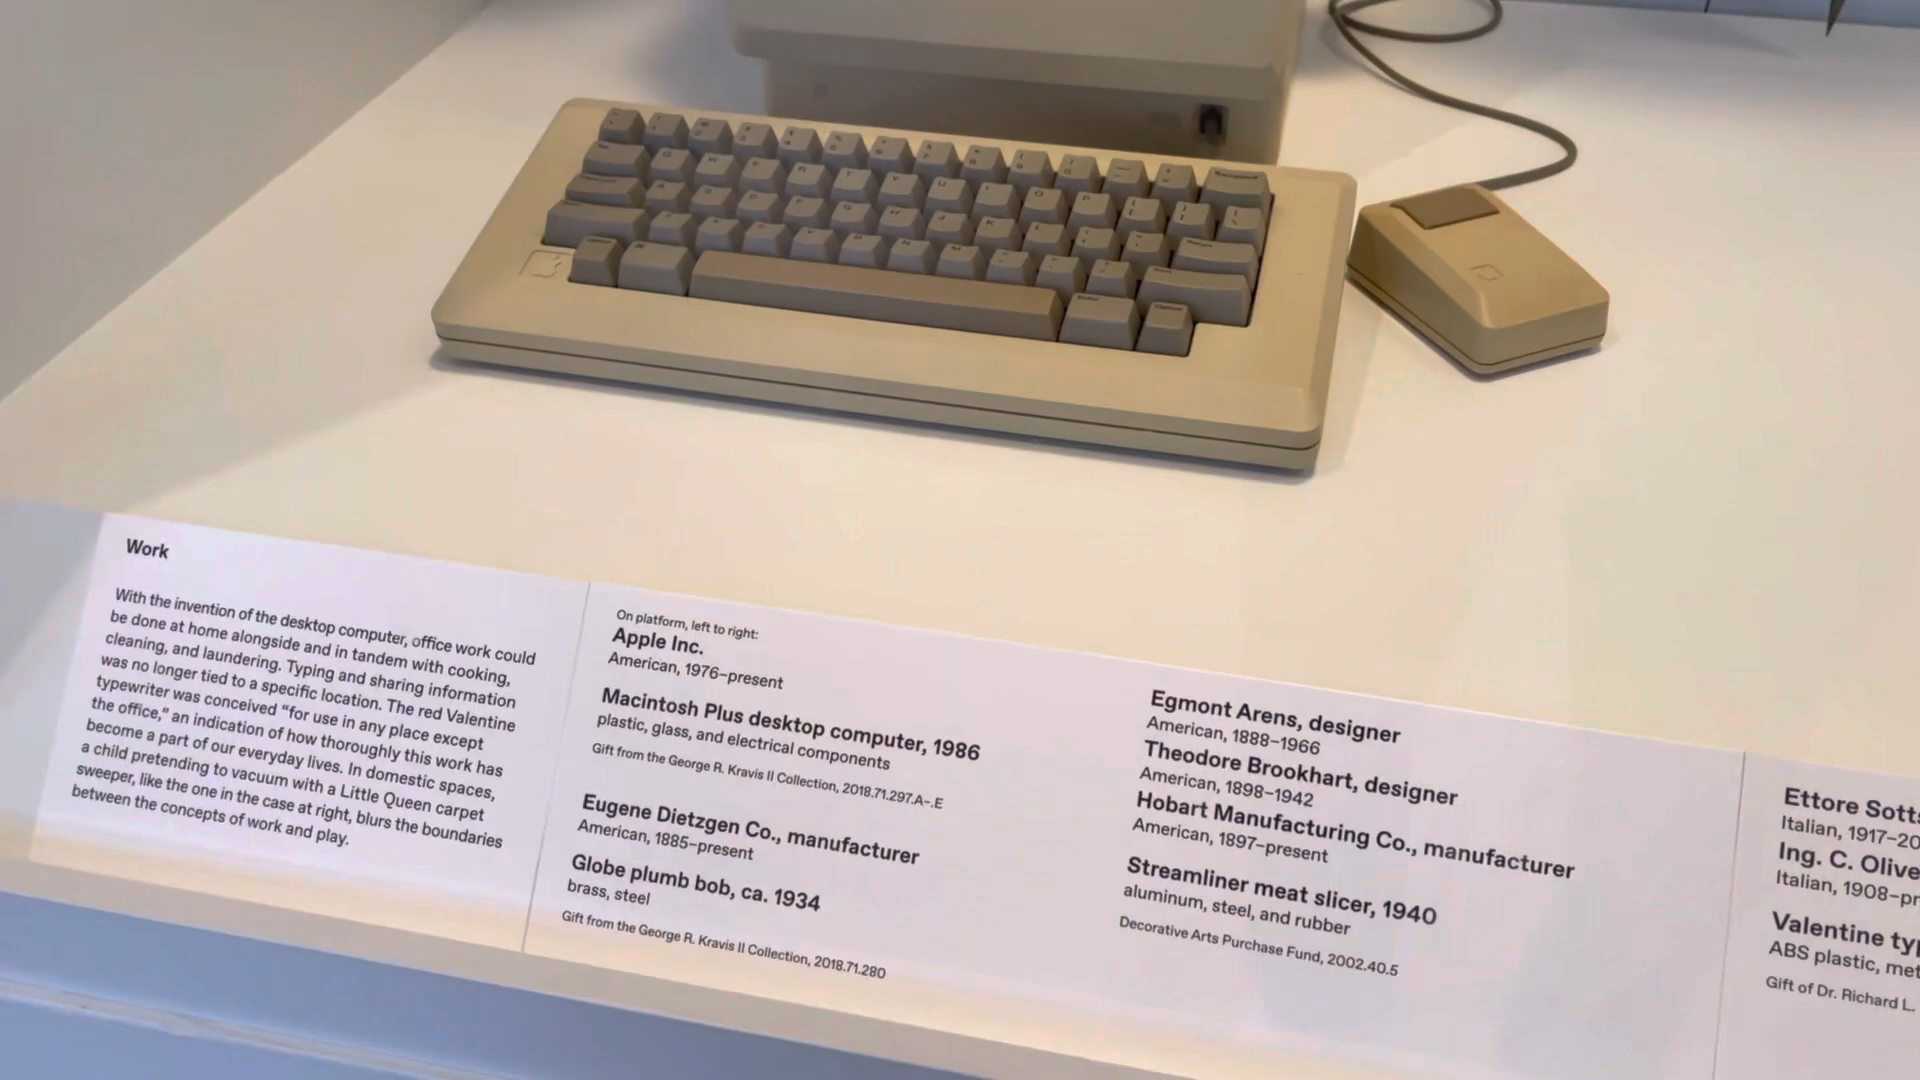 Work
With the invention of the desktop computer, office work could
be done at home alongside and in tandem with cooking,
cleaning, and laundering. Typing and sharing information
was no longer tied to a specific location. The red Valentine
typewriter was conceived “for use in any place except
the office,” an indication of how thoroughly this work has
become a part of our everyday lives. In domestic spaces,
a child pretending to vacuum with a Little Queen carpet
sweeper, like the one in the case at right, blurs the boundaries
between the concepts of work and play.
On platform, left to right:
Apple Inc.
American, 1976–present
Macintosh Plus desktop computer, 1986
plastic, glass, and electrical components
Gift from the George R. Kravis II Collection, 2018.71.297.A-.E
Eugene Dietzgen Co., manufacturer
American, 1885–present
Globe plumb bob, ca. 1934
brass, steel
Gift from the George R. Kravis II Collection, 2018.71.280
Egmont Arens, designer
American, 1888–1966
Theodore Brookhart, designer
American, 1898–1942
Hobart Manufacturing Co., manufacturer
American, 1897–present
Streamliner meat slicer, 1940
aluminum, steel, and rubber
Decorative Arts Purchase Fund, 2002.40.5
Ettore
Italian, 1917–20
Ing. C.
Italian, 1908–pr
Valentine
ABS plastic,
Gift of Dr. Richard L.